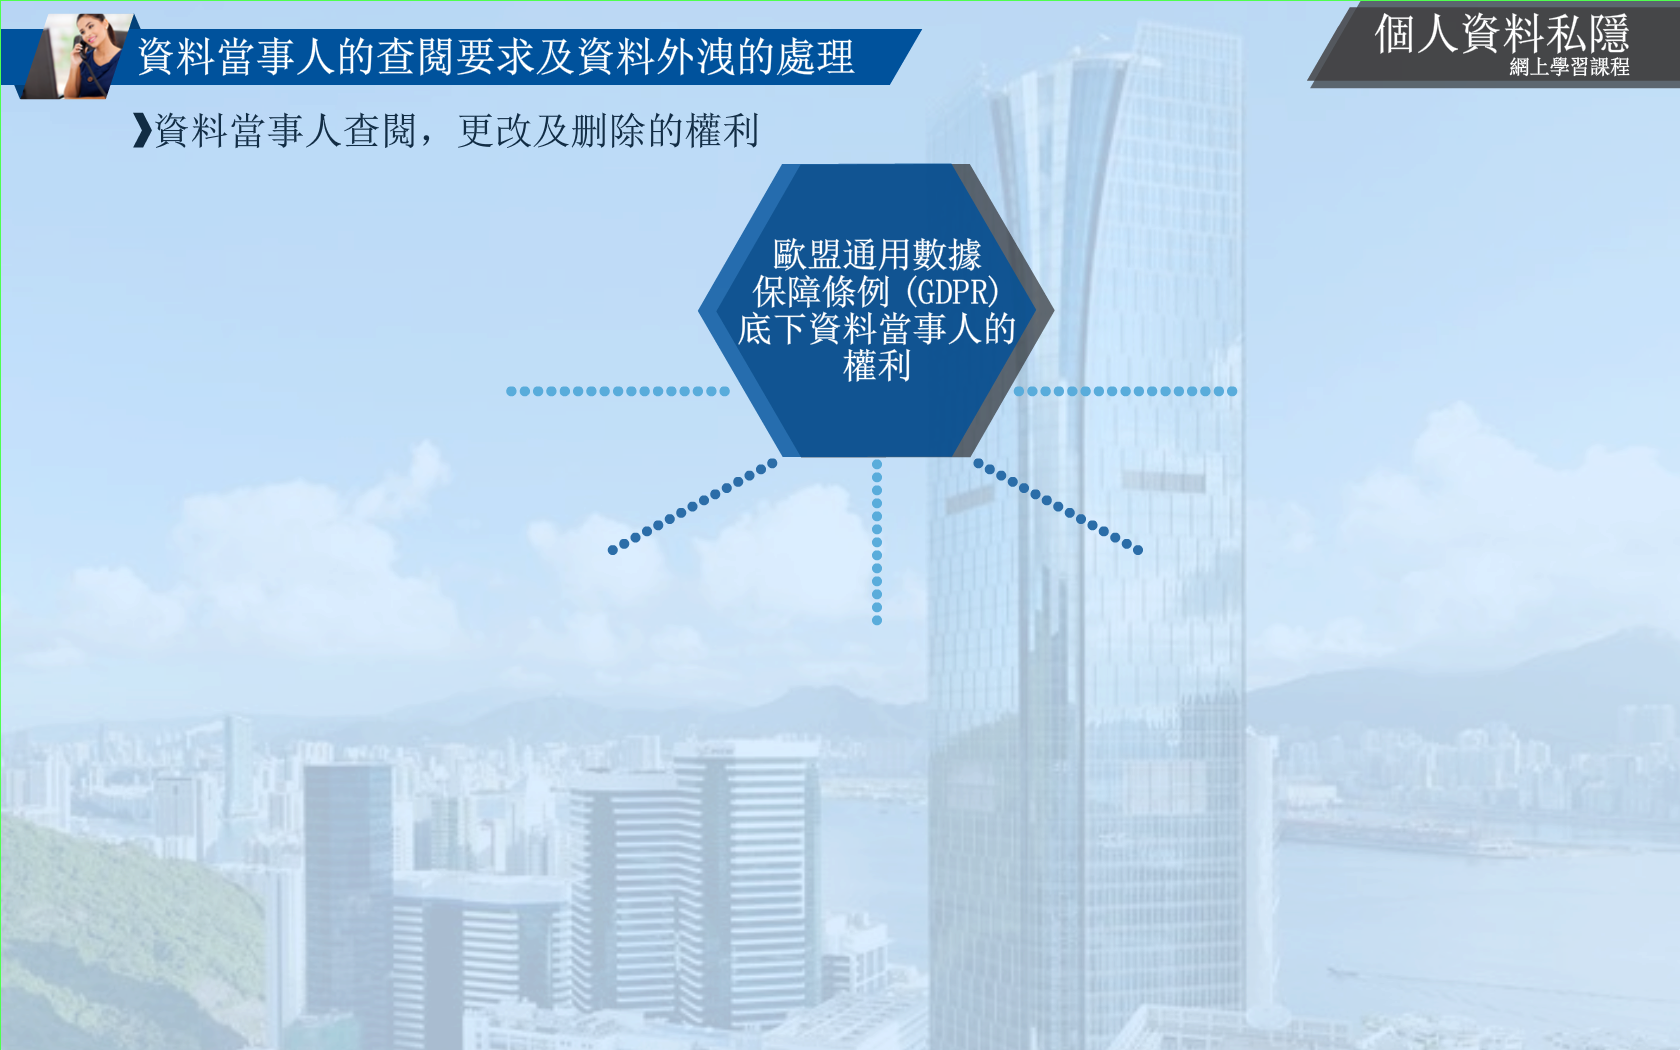 資料當事人的查閱要求及資料外洩的處理
個人資料私隱
網上學習課程
資料當事人查閱，更改及刪除的權利
歐盟通用數據
保障條例 (GDPR)
底下資料當事人的
權利